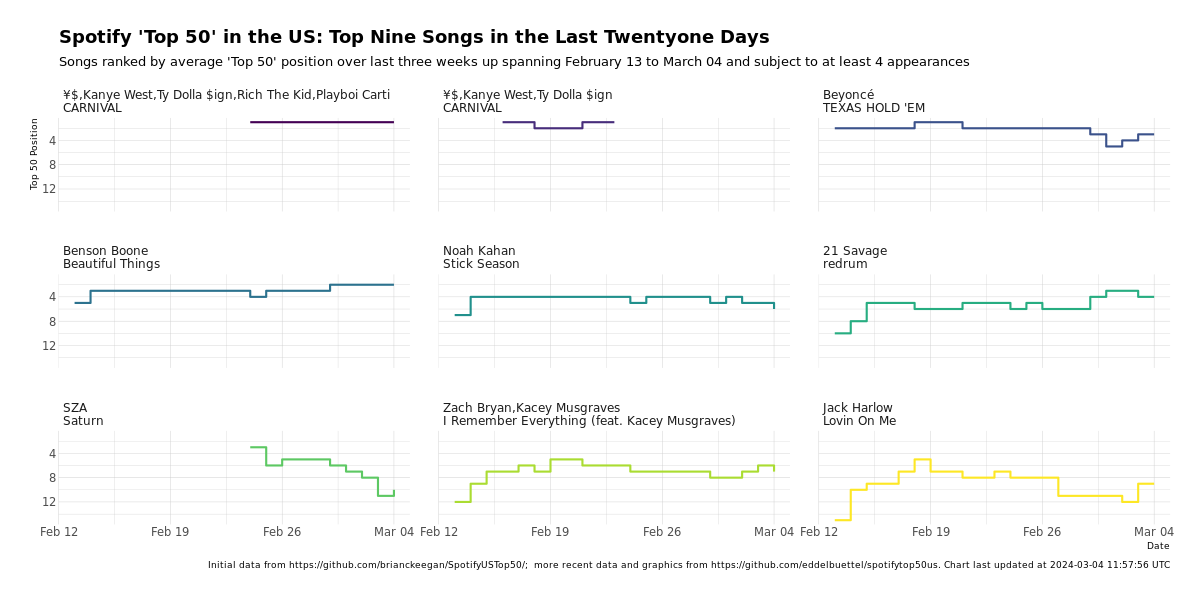 Spotify 'Top 50' in the US: Top Nine Songs in the Last Twentyone Days
Songs ranked by average 'Top 50' position over last three weeks up spanning February 13 to March 04 and subject to at least 4 appearances
¥$,Kanye West,Ty Dolla $ign,Rich The Kid,Playboi Carti
CARNIVAL
¥$,Kanye West,Ty Dolla $ign
CARNIVAL
Beyoncé
TEXAS HOLD 'EM
Top 50 Position
4
8
12
Benson Boone
Beautiful Things
Noah Kahan
Stick Season
21 Savage
redrum
4
8
12
SZA
Saturn
Zach Bryan,Kacey Musgraves
I Remember Everything (feat. Kacey Musgraves)
Jack Harlow
Lovin On Me
4
8
12
Feb 12 Feb 19 Feb 26 Mar 04 Feb 12 Feb 19 Feb 26 Mar 04 Feb 12 Feb 19 Feb 26 Mar 04
Date
Initial data from https://github.com/brianckeegan/SpotifyUSTop50/;  more recent data and graphics from https://github.com/eddelbuettel/spotifytop50us. Chart last updated at 2024-03-04 11:57:56 UTC